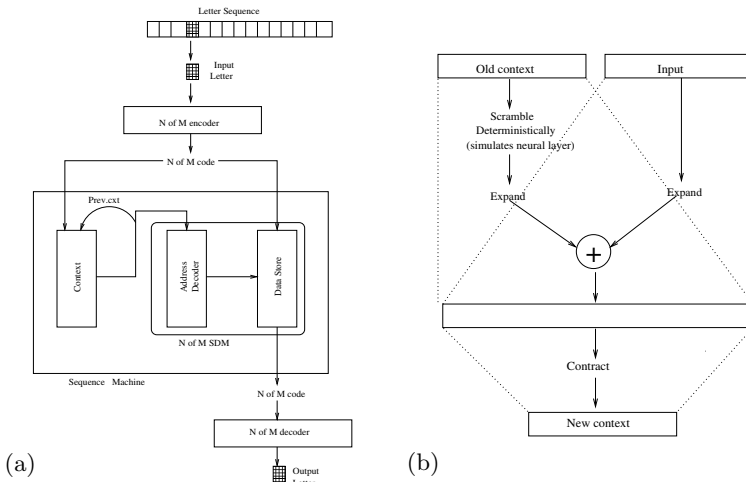 Letter Sequence
Input
Letter
N of M encoder
N of M code
Prev.cxt
Context
Address
Decoder
Data Store
N of M SDM
Sequence Machine
N of M code
N of M decoder
Output
(a)
Old context
Input
Scramble
Deterministically
(simulates neural layer)
Expand
Expand
+
Contract
New context
(b)